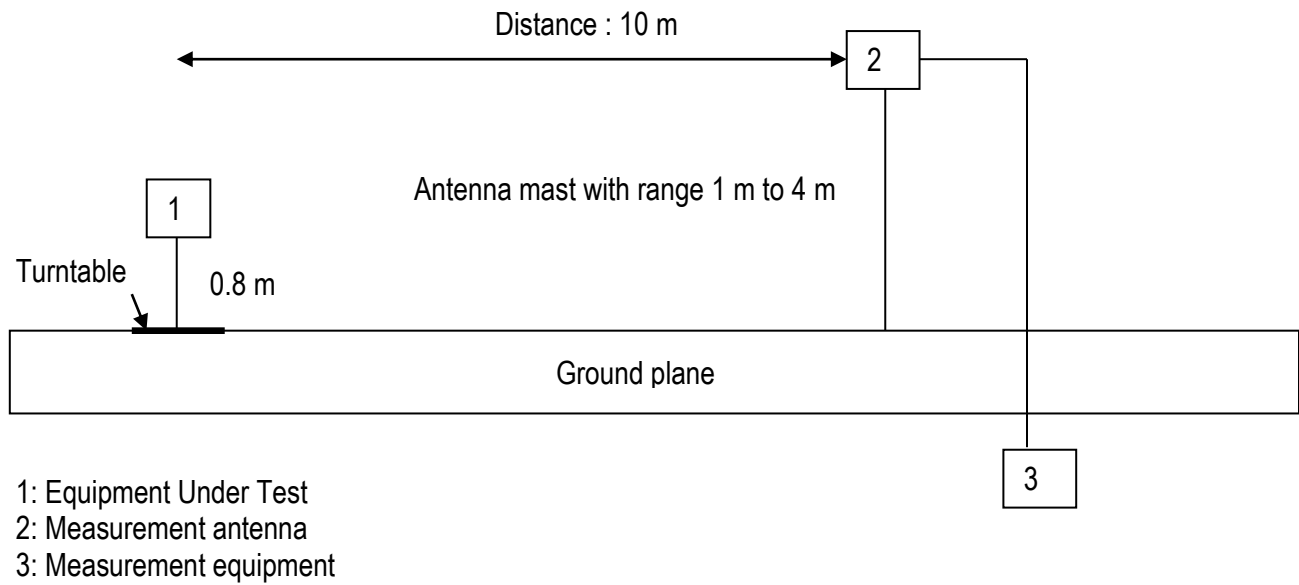 Distance : 10 m
2
Antenna mast with range 1 m to 4 m
1
Turntable
0.8 m
Ground plane
3
1: Equipment Under Test
2: Measurement antenna
3: Measurement equipment